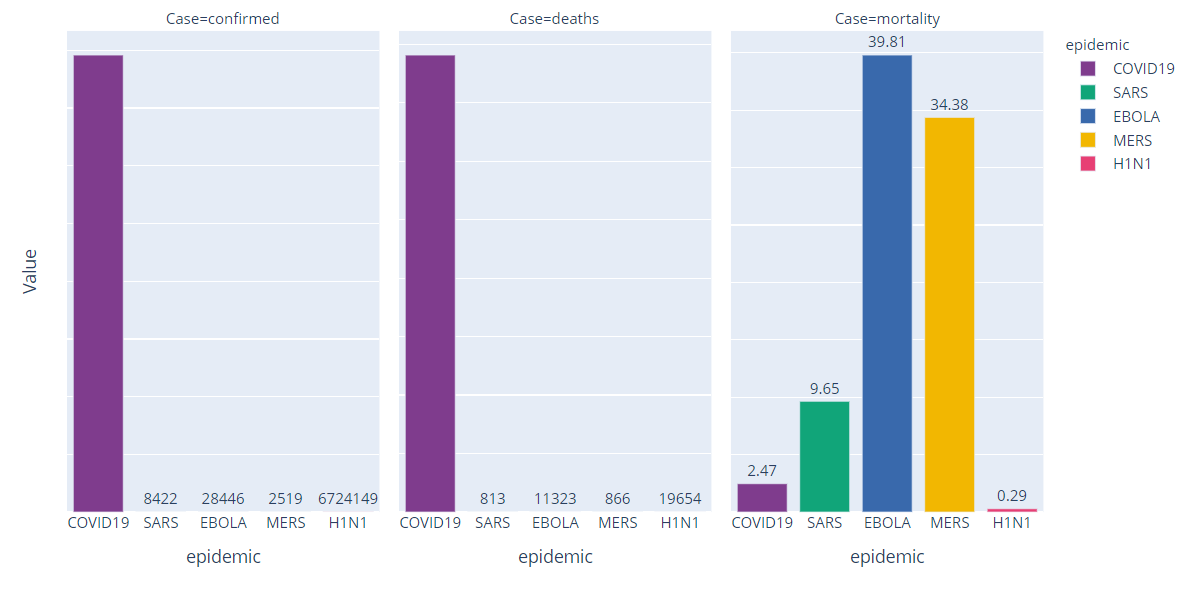 Case=confirmed
Case=deaths
Case=mortality
Value
8422
28446
2519
6724149
COVID19
SARS
EBOLA
MERS
H1N1
epidemic
813
11323
866
19654
COVID19
SARS
EBOLA
MERS
H1N1
epidemic
2.47
9.65
39.81
34.38
0.29
COVID19
SARS
EBOLA
MERS
H1N1
epidemic
epidemic
COVID19
SARS
EBOLA
MERS
H1N1